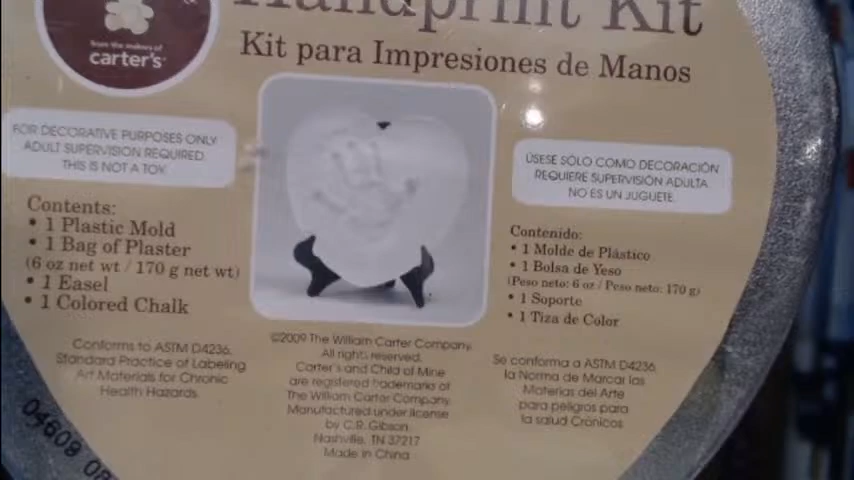 Handprint Kit
Kit para Impresiones de Manos
from the makers of
carter's
FOR DECORATIVE PURPOSES ONLY
ADULT SUPERVISION REQUIRED.
THIS IS NOT A TOY.
Contents:
• 1 Plastic Mold
• 1 Bag of Plaster
(6 oz net wt / 170 g net wt)
• 1 Easel
• 1 Colored Chalk
Conforms to ASTM D4236,
Standard Practice of Labeling
Art Materials for Chronic
Health Hazards.
©2009 The William Carter Company.
All rights reserved.
Carter's and Child of Mine
are registered trademarks of
The William Carter Company.
Manufactured under license
by C.R. Gibson
Nashville, TN 37217
Made in China
ÚSESE SÓLO COMO DECORACIÓN
REQUIERE SUPERVISIÓN ADULTA.
NO ES UN JUGUETE.
Contenido:
• 1 Molde de Plástico
• 1 Bolsa de Yeso
(Peso neto: 6 oz / Peso neto: 170 g)
• 1 Soporte
• 1 Tiza de Color
Se conforma a ASTM D4236
la Norma de Marcar las
Materias del Arte
para peligros para
la salud Crónicos
04609 08